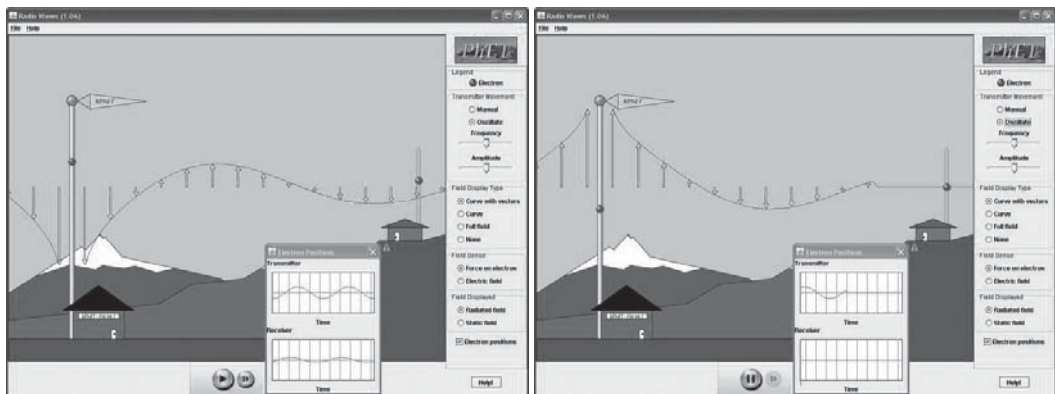 Radio Waves (1.06)
File Help
KPhET
PhET
Legend
Electron
Transmitter Movement
Manual
Oscillate
Frequency
Amplitude
Field Display Type
Curve with vectors
Curve
Full field
None
Field Sense
Force on electron
Electric field
Field Displayed
Radiated field
Static field
Electron positions
Help!
Electron Positions
Transmitter
Time
Receiver
Time
Radio Waves (1.06)
File Help
KPhET
PhET
Legend
Electron
Transmitter Movement
Manual
Oscillate
Frequency
Amplitude
Field Display Type
Curve with vectors
Curve
Full field
None
Field Sense
Force on electron
Electric field
Field Displayed
Radiated field
Static field
Electron positions
Help!
Electron Positions
Transmitter
Time
Receiver
Time